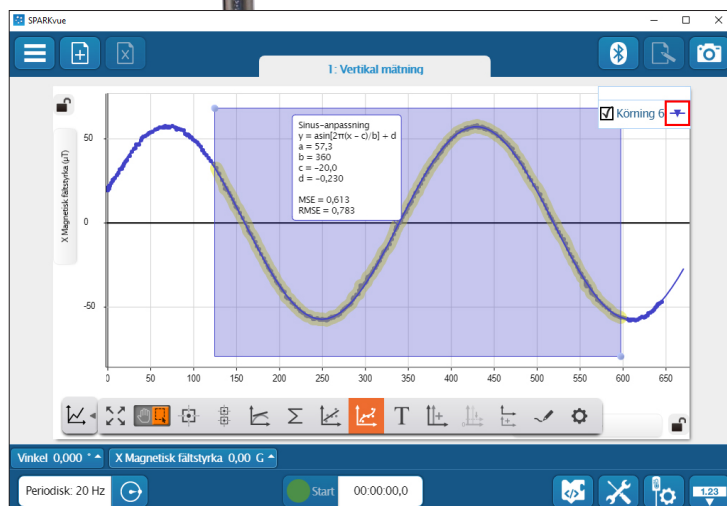 SPARKvue
1: Vertikal mätning
Körning 6
Sinus-anpassning
y = asin[2π(x − c)/b] + d
a = 57,3
b = 360
c = −20,0
d = −0,230
MSE = 0,613
RMSE = 0,783
X Magnetisk fältstyrka (µT)
50
0
-50
0 50 100 150 200 250 300 350 400 450 500 550 600 650
Σ T
Vinkel 0,000 ° X Magnetisk fältstyrka 0,00 G
Periodisk: 20 Hz Start 00:00:00,0 1.23